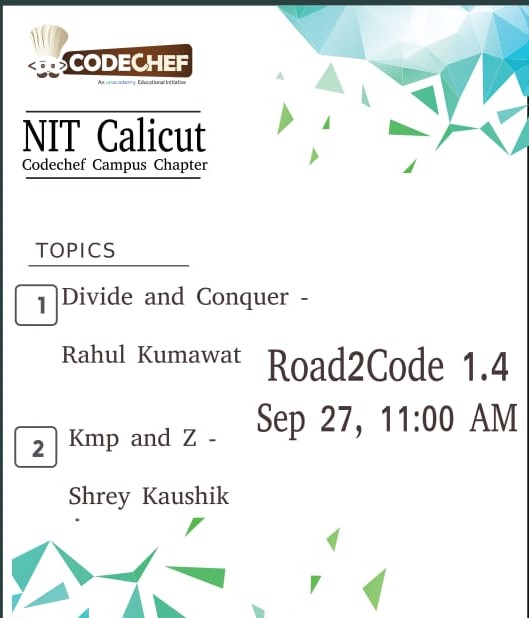 CODECHEF
An unacademy Educational Initiative
NIT Calicut
Codechef Campus Chapter
TOPICS
1 Divide and Conquer -
Rahul Kumawat
Road2Code 1.4
Sep 27, 11:00 AM
2 Kmp and Z -
Shrey Kaushik